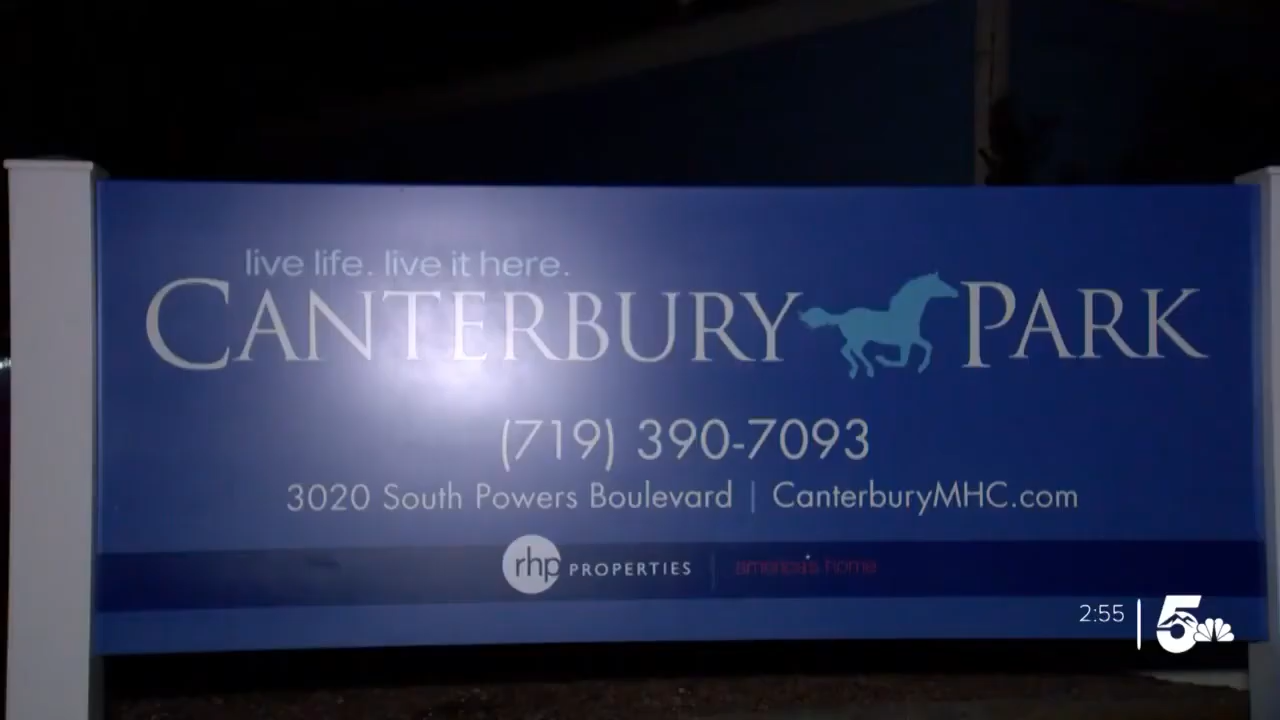 live life. live it here.
CANTERBURY PARK
(719) 390-7093
3020 South Powers Boulevard | CanterburyMHC.com
rhp PROPERTIES | america's home
2:55 | 5